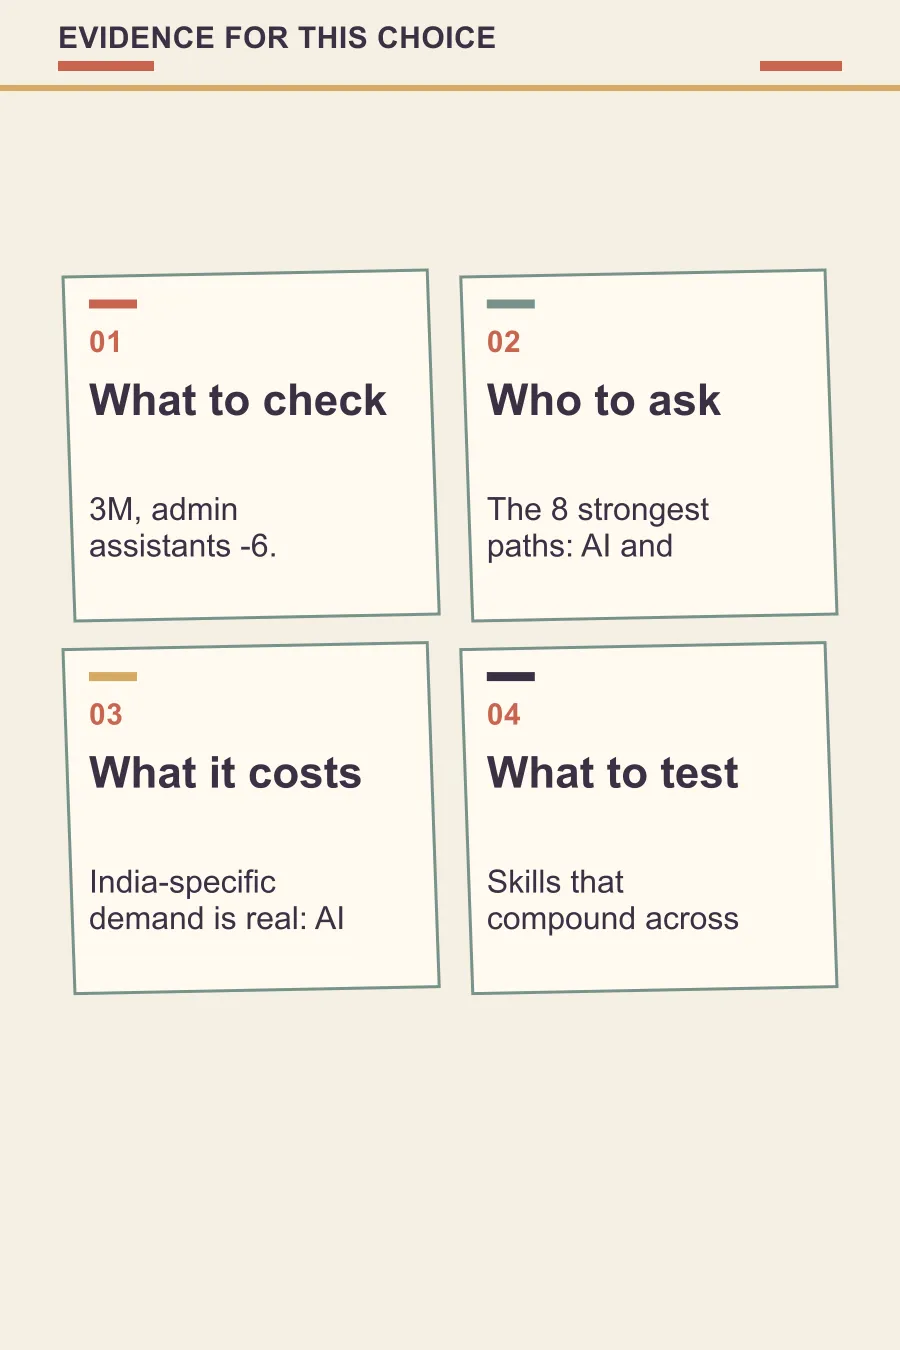 EVIDENCE FOR THIS CHOICE
01
What to check
3M, admin
assistants -6.
02
Who to ask
The 8 strongest
paths: AI and
03
What it costs
India-specific
demand is real: AI
04
What to test
Skills that
compound across